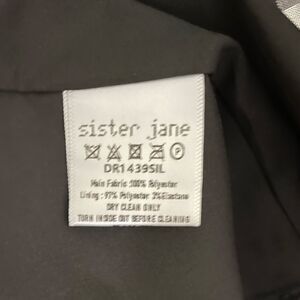 sister jane
P
DR1439SIL
Main Fabric :100% Polyester
Lining : 97% Polyester 3% Elastane
DRY CLEAN ONLY
TURN INSIDE OUT BEFORE CLEANING